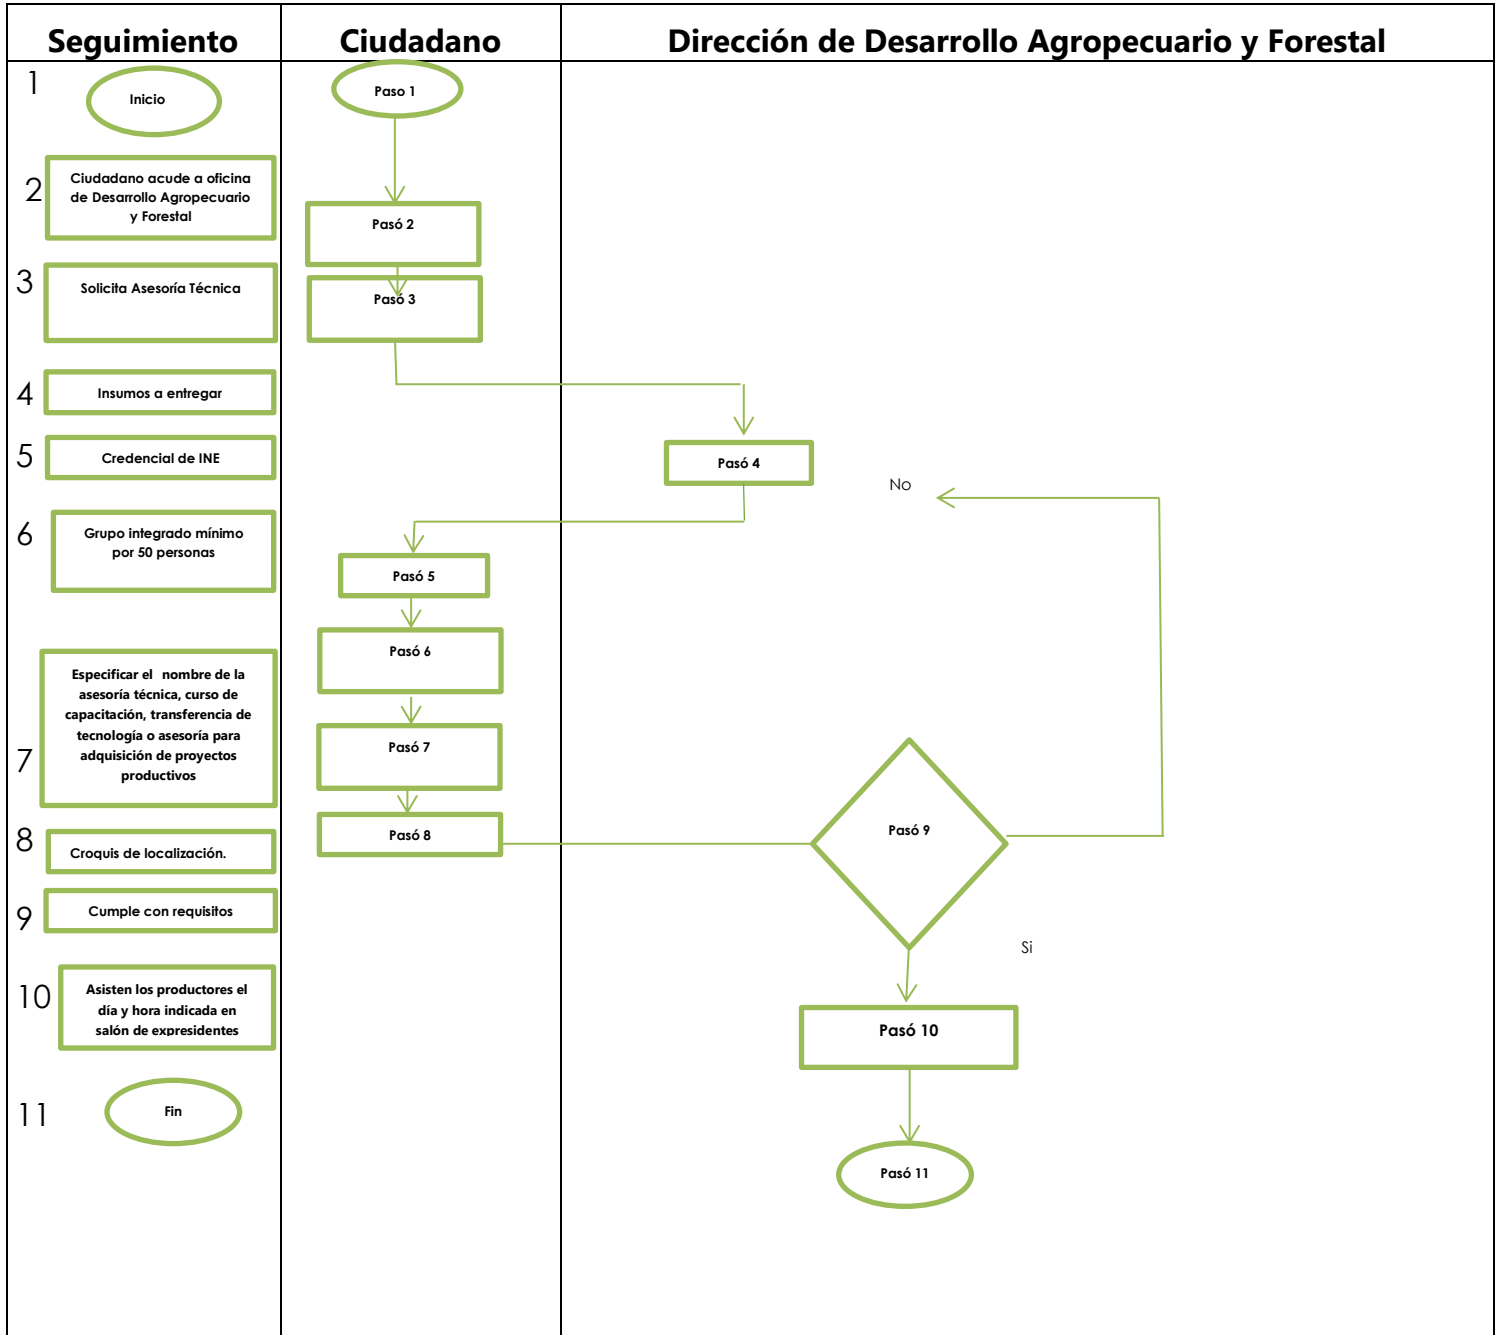 Seguimiento
Ciudadano
Dirección de Desarrollo Agropecuario y Forestal
1
Inicio
2
Ciudadano acude a oficina
de Desarrollo Agropecuario
y Forestal
3
Solicita Asesoría Técnica
4
Insumos a entregar
5
Credencial de INE
6
Grupo integrado mínimo
por 50 personas
7
Especificar el nombre de la
asesoría técnica, curso de
capacitación, transferencia de
tecnología o asesoría para
adquisición de proyectos
productivos
8
Croquis de localización.
9
Cumple con requisitos
10
Asisten los productores el
día y hora indicada en
salón de expresidentes
11
Fin
Paso 1
Pasó 2
Pasó 3
Pasó 5
Pasó 6
Pasó 7
Pasó 8
Pasó 4
No
Pasó 9
Si
Pasó 10
Pasó 11